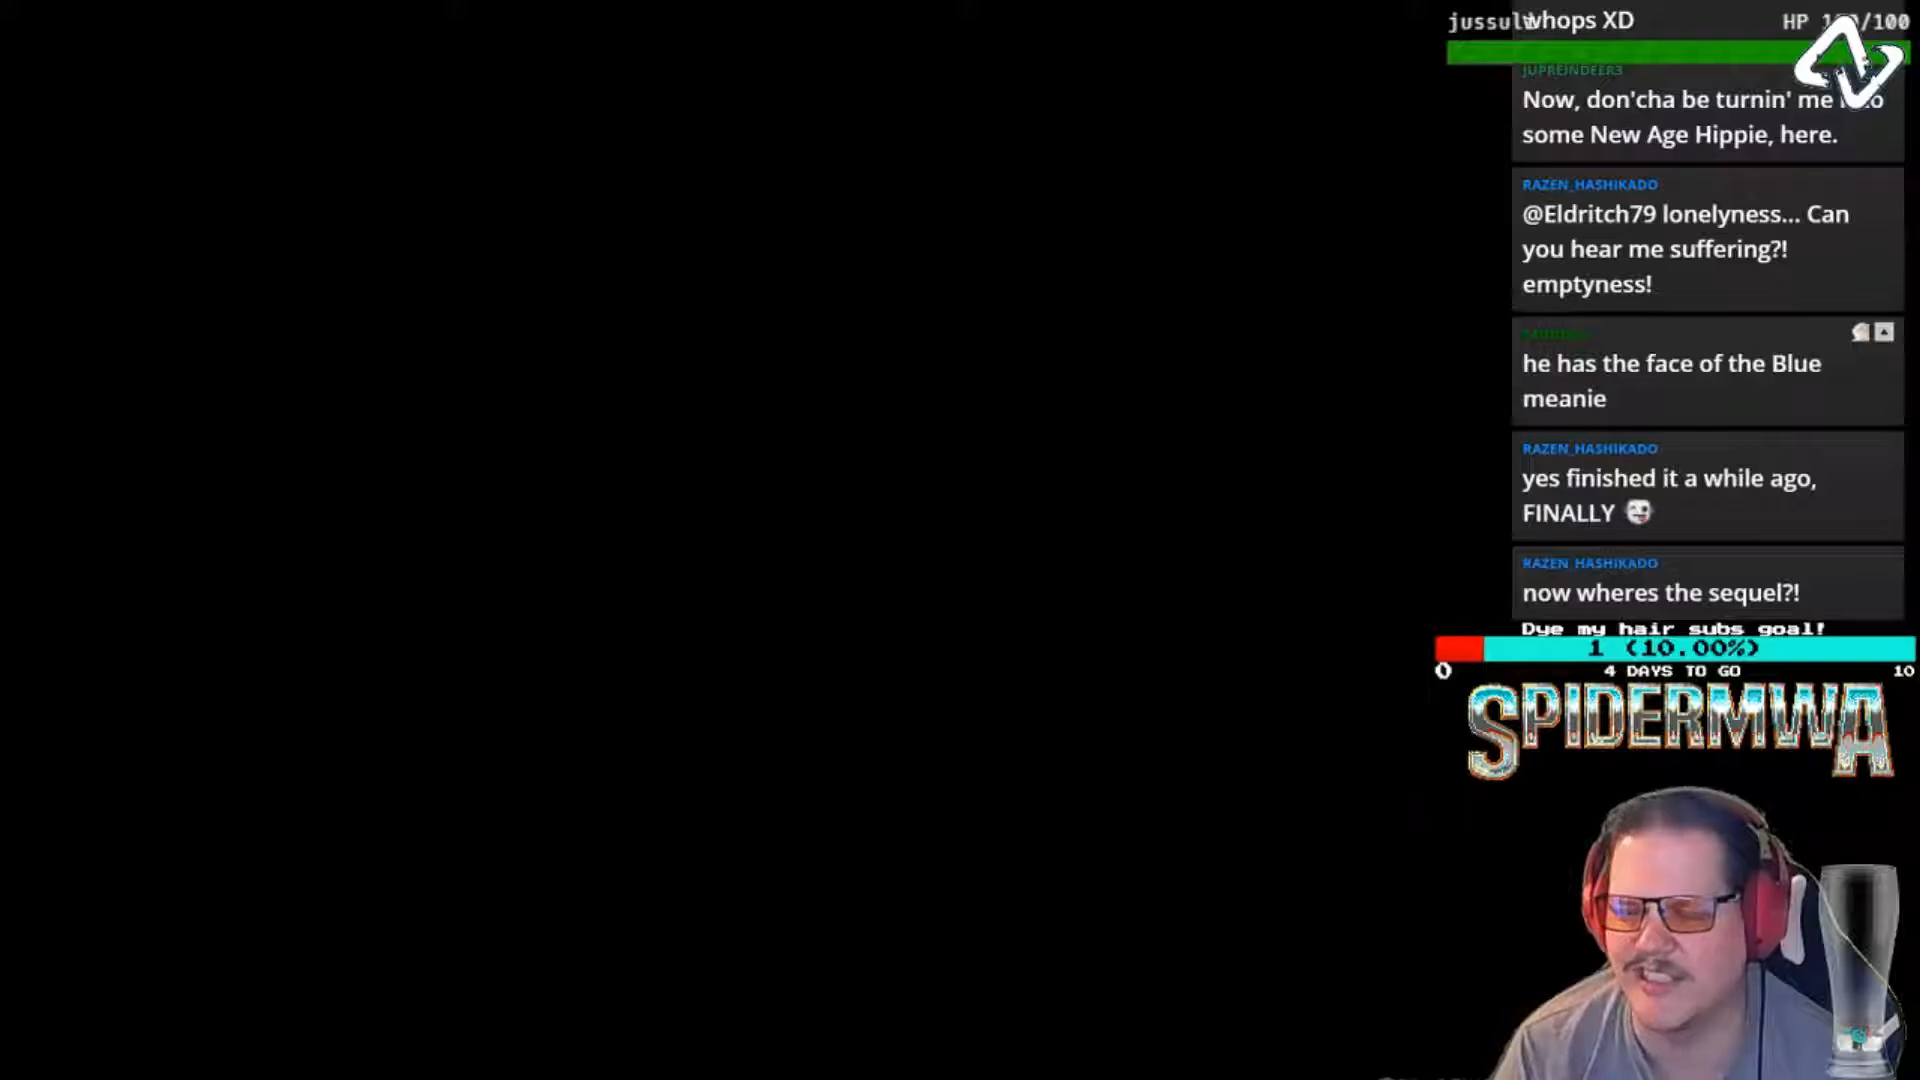 whops XD
HP /100
JUPREINDEER3
Now, don'cha be turnin' me
some New Age Hippie, here.
RAZEN_HASHIKADO
@Eldritch79 lonelyness... Can
you hear me suffering?!
emptyness!
he has the face of the Blue
meanie
RAZEN_HASHIKADO
yes finished it a while ago,
FINALLY
RAZEN_HASHIKADO
now wheres the sequel?!
Dye my hair subs goal!
1 (10.00%)
0 4 DAYS TO GO 10
SPIDERMWA